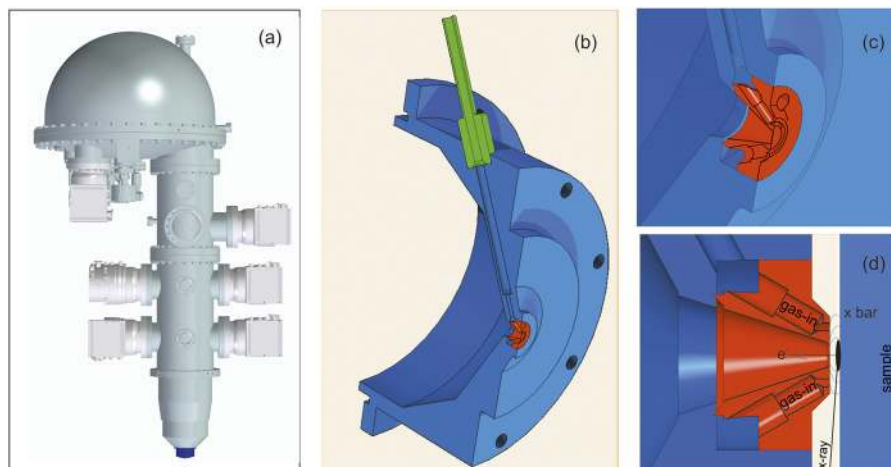 (a)
(b)
(c)
(d)
gas-in
x bar
e
sample
gas-in
x-ray